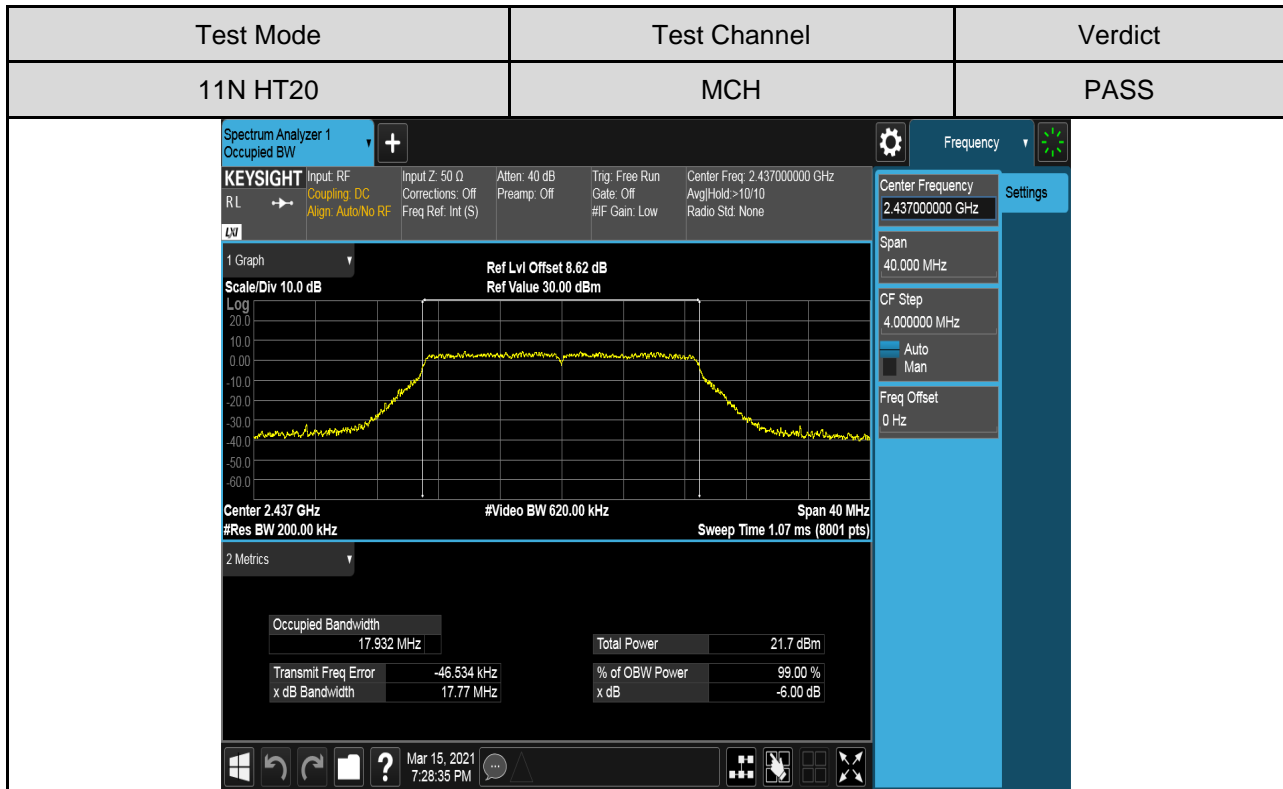 Test Mode Test Channel Verdict
11N HT20 MCH PASS
Spectrum Analyzer 1
Occupied BW
+
Frequency
KEYSIGHT
RL
LXI
Input: RF
Coupling: DC
Align: Auto/No RF
Input Z: 50 Ω
Corrections: Off
Freq Ref: Int (S)
Atten: 40 dB
Preamp: Off
Trig: Free Run
Gate: Off
#IF Gain: Low
Center Freq: 2.437000000 GHz
Avg|Hold:>10/10
Radio Std: None
Center Frequency
2.437000000 GHz
Settings
Span
40.000 MHz
CF Step
4.000000 MHz
Auto
Man
Freq Offset
0 Hz
1 Graph
Scale/Div 10.0 dB
Ref Lvl Offset 8.62 dB
Ref Value 30.00 dBm
Log
20.0
10.0
0.00
-10.0
-20.0
-30.0
-40.0
-50.0
-60.0
Center 2.437 GHz #Video BW 620.00 kHz Span 40 MHz
#Res BW 200.00 kHz Sweep Time 1.07 ms (8001 pts)
2 Metrics
Occupied Bandwidth
17.932 MHz
Total Power 21.7 dBm
Transmit Freq Error -46.534 kHz
% of OBW Power 99.00 %
x dB Bandwidth 17.77 MHz
x dB -6.00 dB
?
Mar 15, 2021
7:28:35 PM